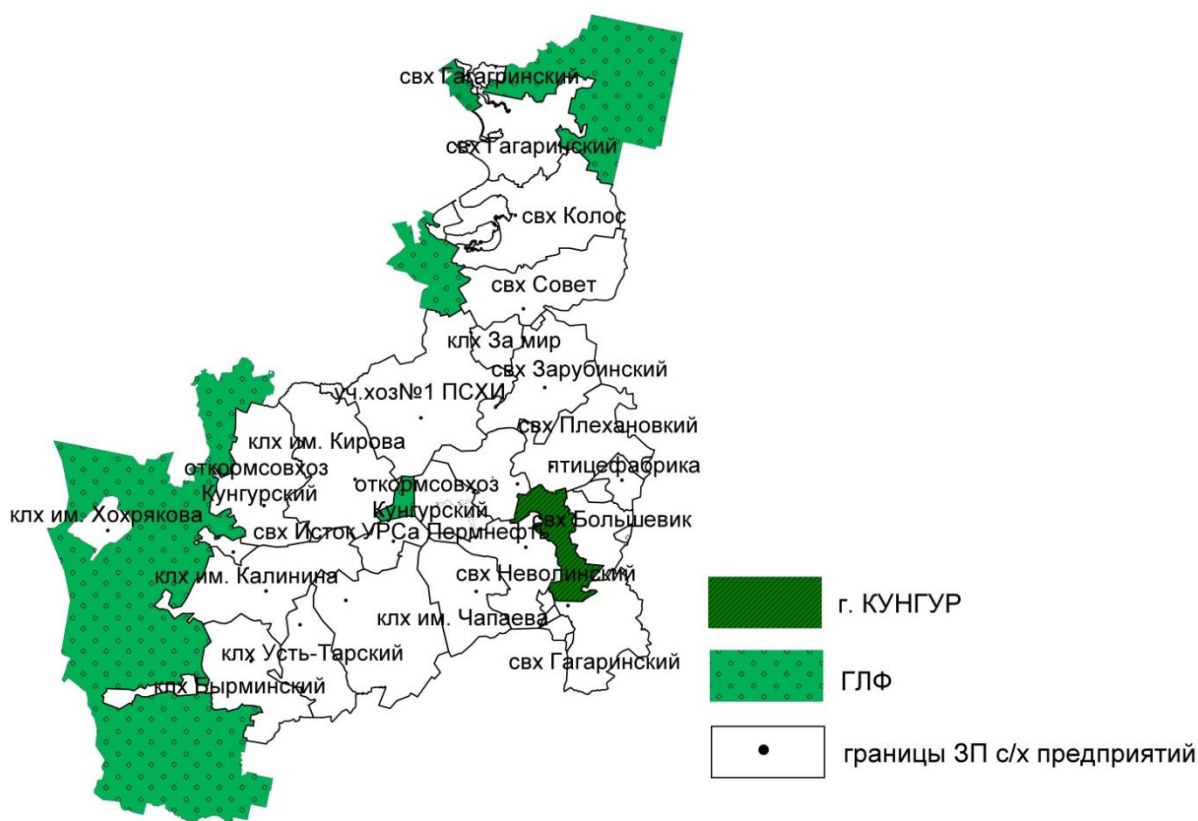 свх Гагагринский
свх Гагаринский
свх Колос
свх Совет
клх За мир
свх Зарубинский
уч.хоз№1 ПСХИ
свх Плехановкий
клх им. Кирова
птицефабрика
откормсовхоз
Кунгурский
откормсовхоз
Кунгурский
клх им. Хохрякова
свх Большевик
свх Исток УРСа Пермнефть
клх им. Калинина
свх Неволинский
клх им. Чапаева
клх Усть-Тарский
свх Гагаринский
клх Бырминский
г. КУНГУР
ГЛФ
границы ЗП с/х предприятий